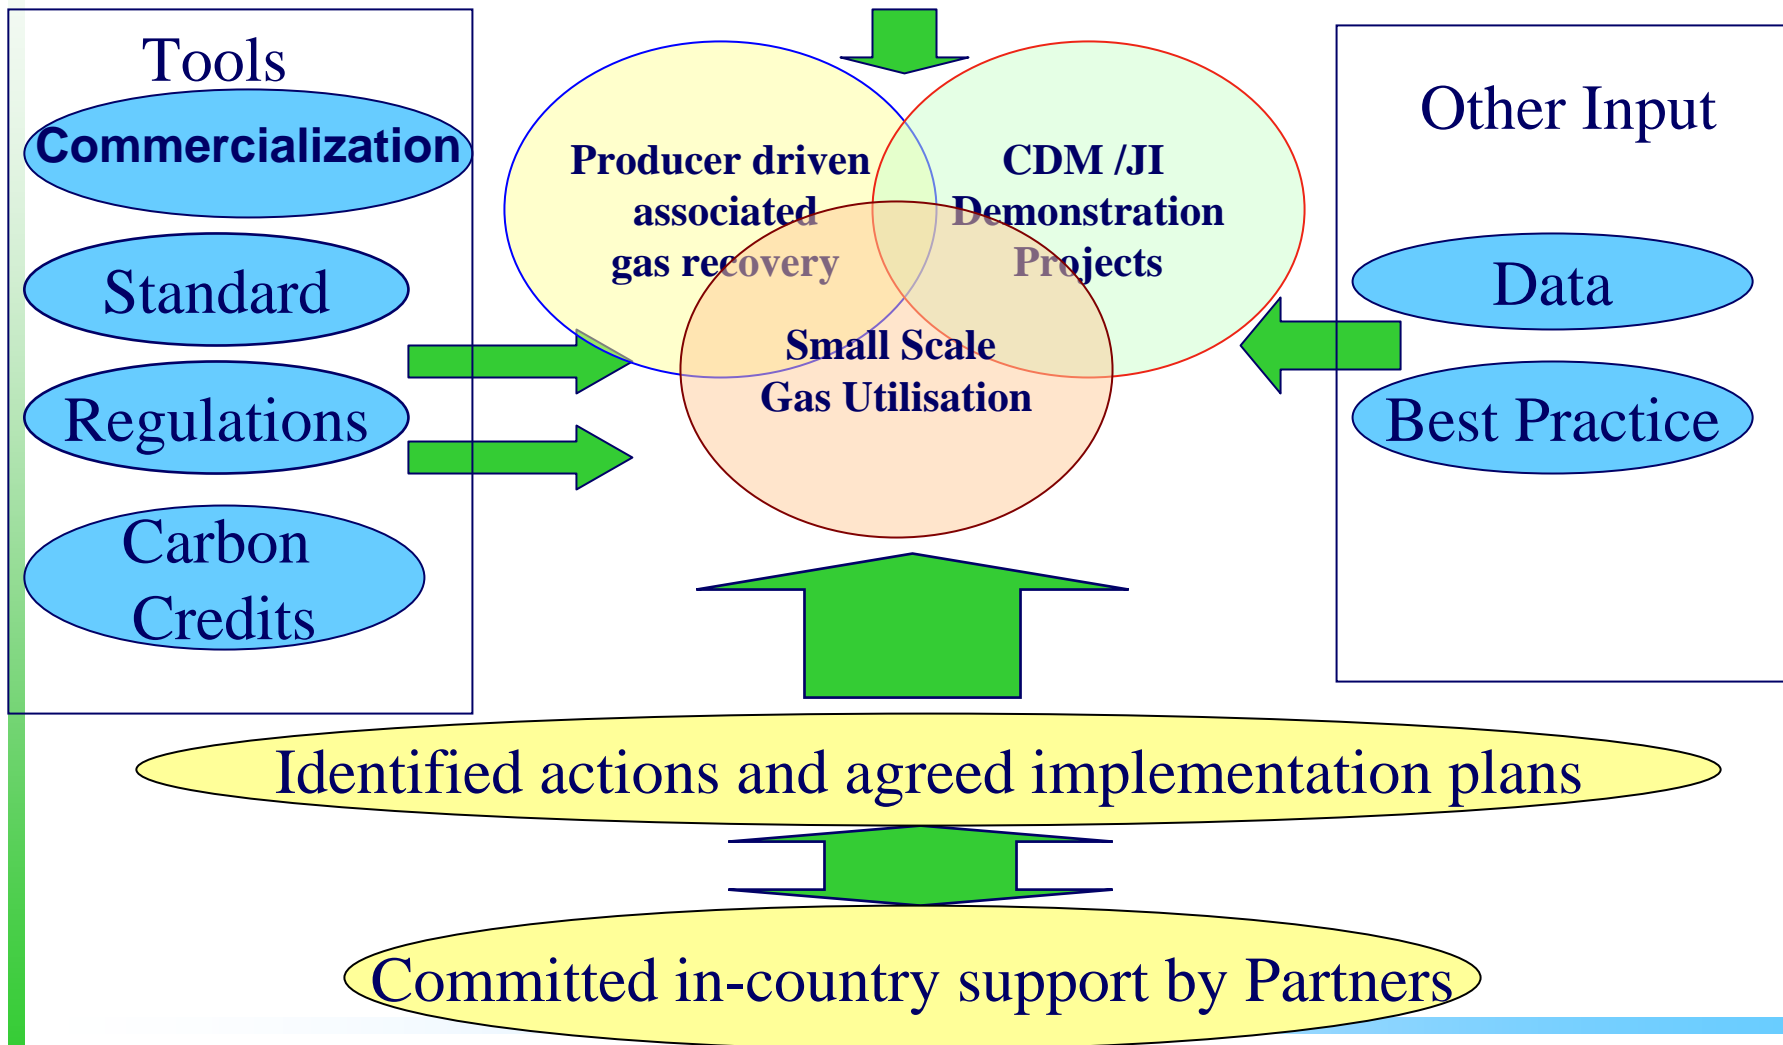 Tools
Commercialization
Standard
Regulations
Carbon
Credits
Producer driven
associated
gas recovery
CDM /JI
Demonstration
Projects
Small Scale
Gas Utilisation
Other Input
Data
Best Practice
Identified actions and agreed implementation plans
Committed in-country support by Partners